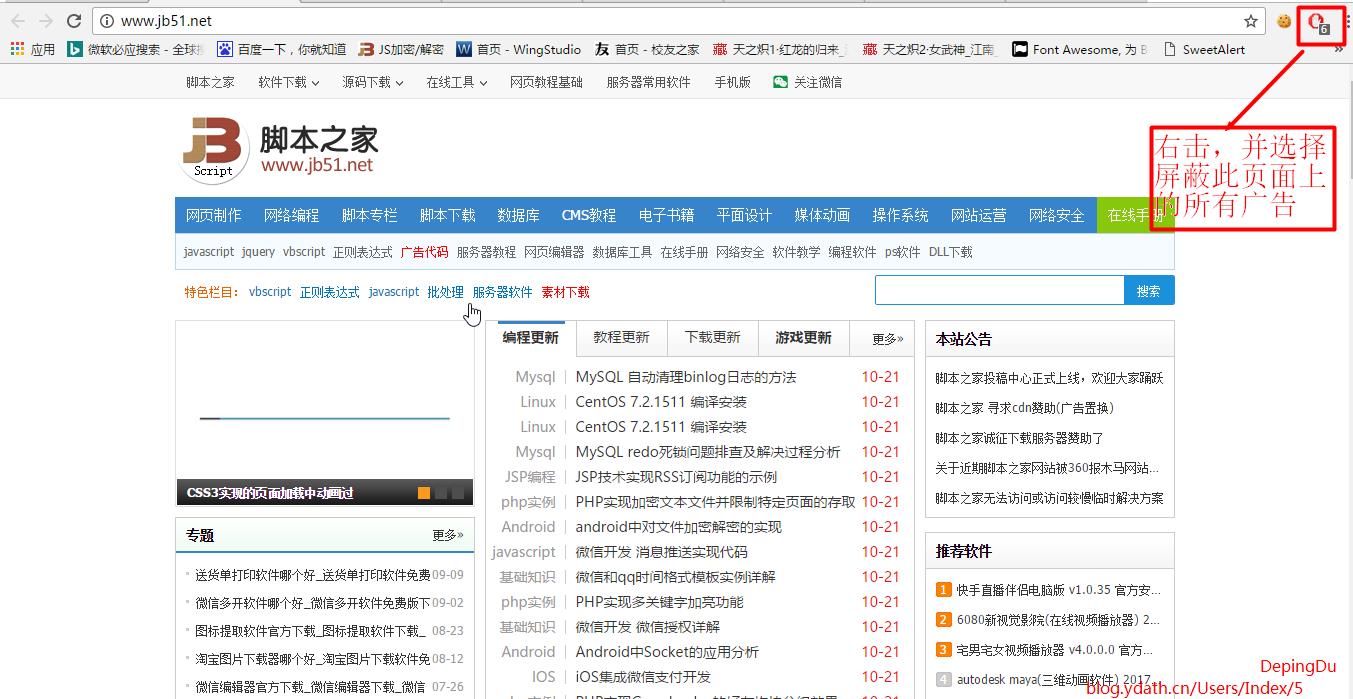 www.jb51.net
6
应用 微软必应搜索 - 全球搜 百度一下，你就知道 JS加密/解密 首页 - WingStudio 首页 - 校友之家 天之炽1·红龙的归来_ 天之炽2·女武神_江南_ Font Awesome, 为 SweetAlert
脚本之家 软件下载 源码下载 在线工具 网页教程基础 服务器常用软件 手机版 关注微信
右击，并选择
屏蔽此页面上
的所有广告
JB
Script
脚本之家
www.jb51.net
网页制作 网络编程 脚本专栏 脚本下载 数据库 CMS教程 电子书籍 平面设计 媒体动画 操作系统 网站运营 网络安全 在线手册
javascript jquery vbscript 正则表达式 广告代码 服务器教程 网页编辑器 数据库工具 在线手册 网络安全 软件教学 编程软件 ps软件 DLL下载
特色栏目： vbscript 正则表达式 javascript 批处理 服务器软件 素材下载
搜索
CSS3实现的页面加载中动画过
专题 更多»
送货单打印软件哪个好_送货单打印软件免费 09-09
微信多开软件哪个好_微信多开软件免费版下 09-02
图标提取软件官方下载_图标提取软件下载_ 08-23
淘宝图片下载器哪个好_淘宝图片下载软件免 08-12
微信编辑器官方下载_微信编辑器下载_微信 07-26
编程更新 教程更新 下载更新 游戏更新 更多»
Mysql MySQL 自动清理binlog日志的方法 10-21
Linux CentOS 7.2.1511 编译安装 10-21
Linux CentOS 7.2.1511 编译安装 10-21
Mysql MySQL redo死锁问题排查及解决过程分析 10-21
JSP编程 JSP技术实现RSS订阅功能的示例 10-21
php实例 PHP实现加密文本文件并限制特定页面的存取 10-21
Android android中对文件加密解密的实现 10-21
javascript 微信开发 消息推送实现代码 10-21
基础知识 微信和qq时间格式模板实例详解 10-21
php实例 PHP实现多关键字加亮功能 10-21
基础知识 微信开发 微信授权详解 10-21
Android Android中Socket的应用分析 10-21
IOS iOS集成微信支付开发 10-21
本站公告
脚本之家投稿中心正式上线，欢迎大家踊跃
脚本之家 寻求cdn赞助(广告置换)
脚本之家诚征下载服务器赞助了
关于近期脚本之家网站被360报木马网站...
脚本之家无法访问或访问较慢临时解决方案
推荐软件
1 快手直播伴侣电脑版 v1.0.35 官方安...
2 6080新视觉影院(在线视频播放器) 2...
3 宅男宅女视频播放器 v4.0.0.0 官方...
4 autodesk maya(三维动画软件) 2017
DepingDu
blog.ydath.cn/Users/Index/5